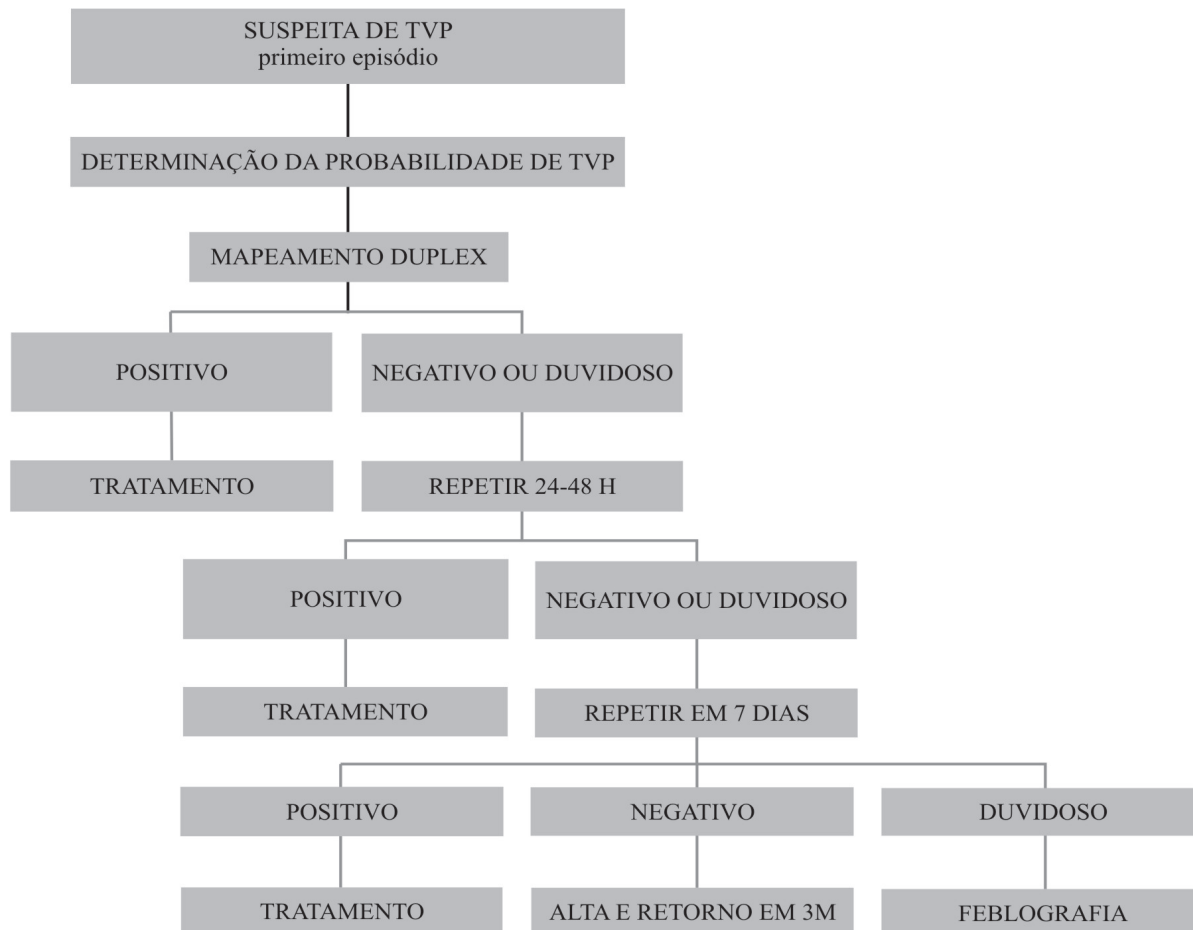 SUSPEITA DE TVP
primeiro episódio
DETERMINAÇÃO DA PROBABILIDADE DE TVP
MAPEAMENTO DUPLEX
POSITIVO
NEGATIVO OU DUVIDOSO
TRATAMENTO
REPETIR 24-48 H
POSITIVO
NEGATIVO OU DUVIDOSO
TRATAMENTO
REPETIR EM 7 DIAS
POSITIVO
NEGATIVO
DUVIDOSO
TRATAMENTO
ALTA E RETORNO EM 3M
FEBLOGRAFIA